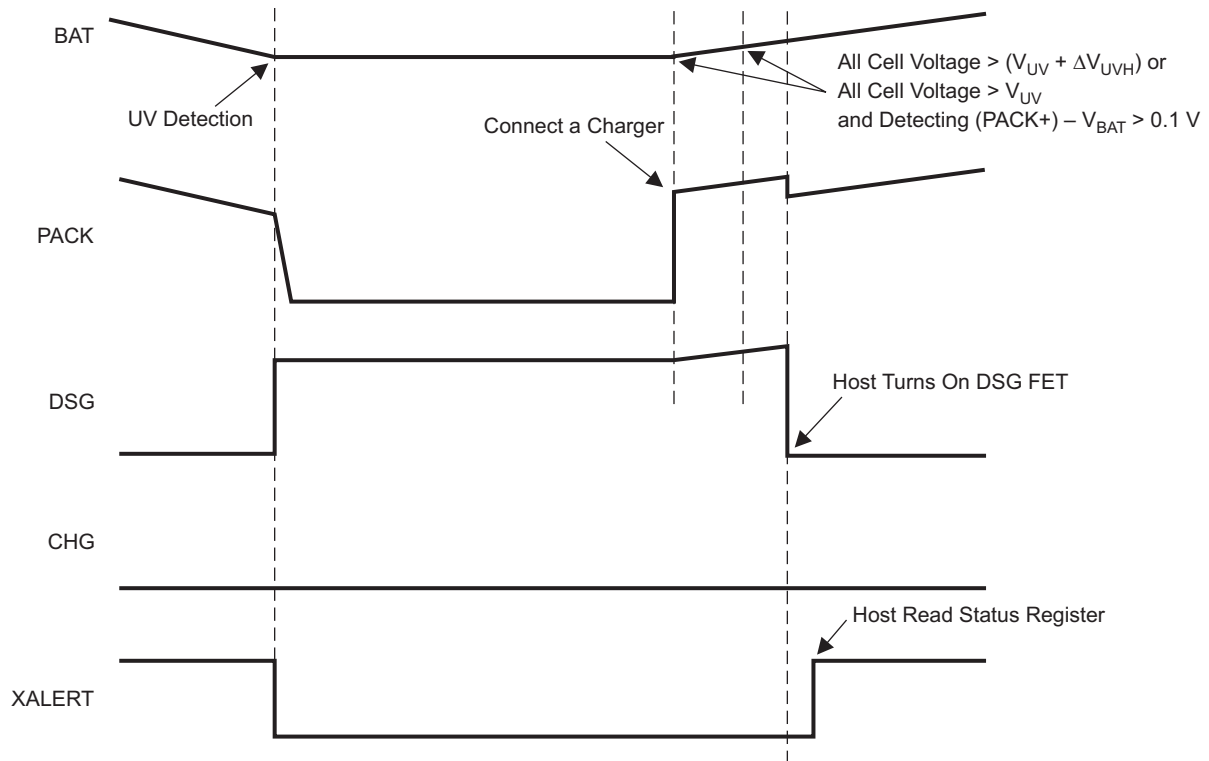 BAT
UV Detection
Connect a Charger
All Cell Voltage > (V_UV + ΔV_UVH) or
All Cell Voltage > V_UV
and Detecting (PACK+) – V_BAT > 0.1 V
PACK
DSG
Host Turns On DSG FET
CHG
Host Read Status Register
XALERT